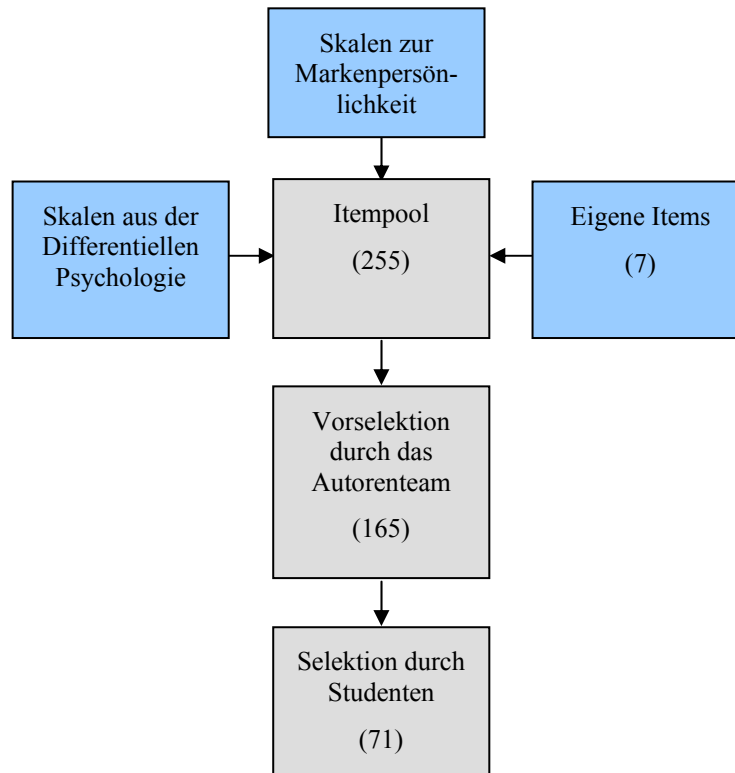 Skalen zur
Markenpersön-
lichkeit
Skalen aus der
Differentiellen
Psychologie
Itempool
(255)
Eigene Items
(7)
Vorselektion
durch das
Autorenteam
(165)
Selektion durch
Studenten
(71)